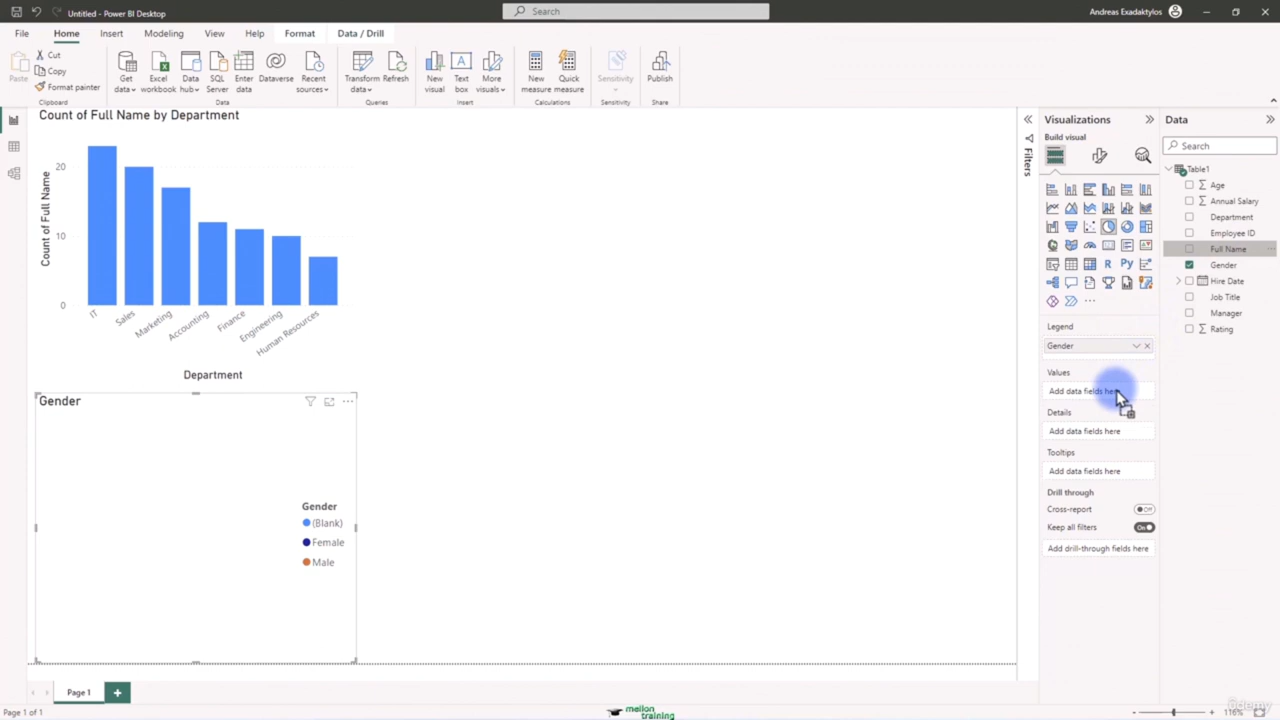 Untitled - Power BI Desktop
Search
Andreas Exadaktylos
File
Home
Insert
Modeling
View
Help
Format
Data / Drill
Paste
Cut
Copy
Format painter
Clipboard
Get data
Excel workbook
Data hub
SQL Server
Enter data
Dataverse
Recent sources
Data
Transform data
Refresh
Queries
New visual
Text box
More visuals
Insert
New measure
Quick measure
Calculations
Sensitivity
Sensitivity
Publish
Share
Count of Full Name by Department
Count of Full Name
20
10
0
IT
Sales
Marketing
Accounting
Finance
Engineering
Human Resources
Department
Gender
Gender
(Blank)
Female
Male
Filters
Visualizations
Build visual
R
Py
Legend
Gender
Values
Add data fields here
Details
Add data fields here
Tooltips
Add data fields here
Drill through
Cross-report
Off
Keep all filters
On
Add drill-through fields here
Data
Search
Table1
Age
Annual Salary
Department
Employee ID
Full Name
Gender
Hire Date
Job Title
Manager
Rating
Page 1
Page 1 of 1
mellon training
116%
ûdemy